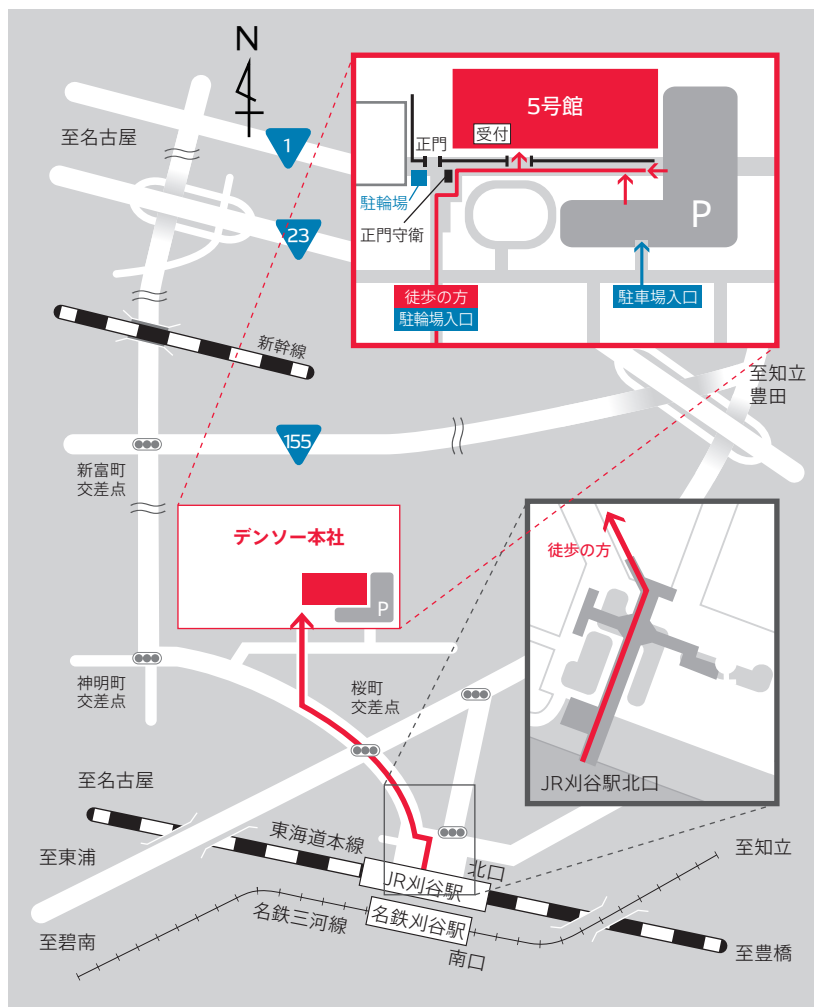 N
至名古屋
1
23
5号館
受付
正門
駐輪場
正門守衛
P
徒歩の方
駐輪場入口
駐車場入口
新幹線
至知立
豊田
155
新富町
交差点
デンソー本社
P
徒歩の方
JR刈谷駅北口
神明町
交差点
桜町
交差点
至名古屋
東海道本線
北口
JR刈谷駅
至東浦
至知立
名鉄三河線
名鉄刈谷駅
南口
至碧南
至豊橋